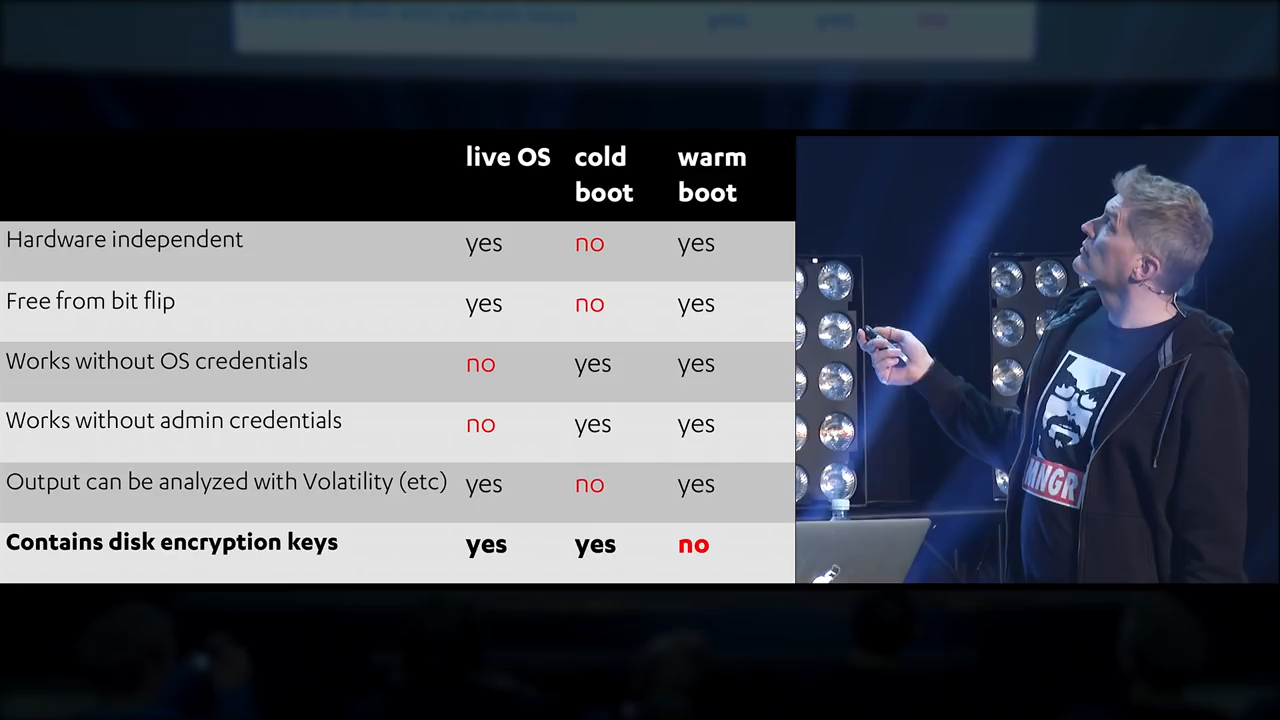 live OS cold boot warm boot
Hardware independent yes no yes
Free from bit flip yes no yes
Works without OS credentials no yes yes
Works without admin credentials no yes yes
Output can be analyzed with Volatility (etc) yes no yes
Contains disk encryption keys yes yes no
MNGR